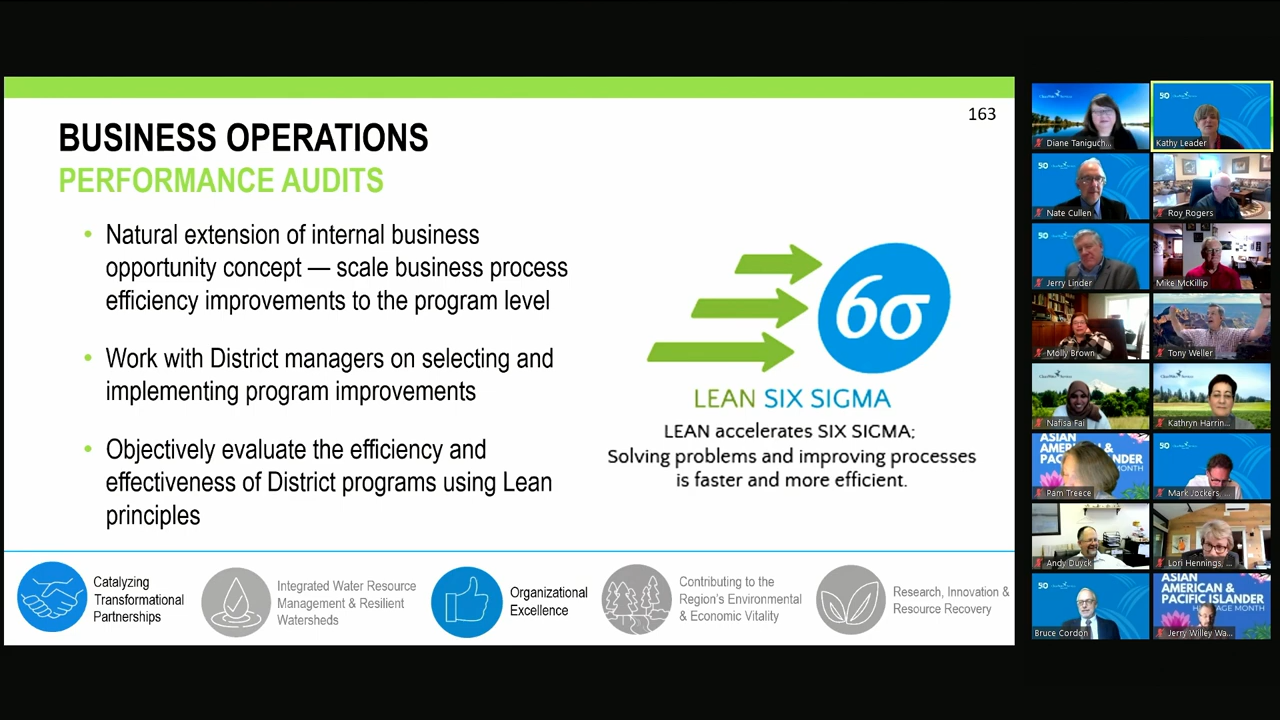 163
BUSINESS OPERATIONS
PERFORMANCE AUDITS
• Natural extension of internal business
opportunity concept — scale business process
efficiency improvements to the program level
• Work with District managers on selecting and
implementing program improvements
• Objectively evaluate the efficiency and
effectiveness of District programs using Lean
principles
6σ
LEAN SIX SIGMA
LEAN accelerates SIX SIGMA;
Solving problems and improving processes
is faster and more efficient.
Catalyzing
Transformational
Partnerships
Integrated Water Resource
Management & Resilient
Watersheds
Organizational
Excellence
Contributing to the
Region's Environmental
& Economic Vitality
Research, Innovation &
Resource Recovery
Diane Taniguch...
50
Kathy Leader
50
Nate Cullen
Roy Rogers
50
Jerry Linder
Mike McKillip
Molly Brown
Tony Weller
Nafisa Fai
Kathryn Harrin...
ASIAN
AMERICAN &
PACIFIC ISLANDER
MONTH
Pam Treece
50
Mark Jockers, ...
Andy Duyck
Lori Hennings, ...
50
Bruce Cordon
ASIAN
AMERICAN &
PACIFIC ISLANDER
HERITAGE MONTH
Jerry Willey Wa...